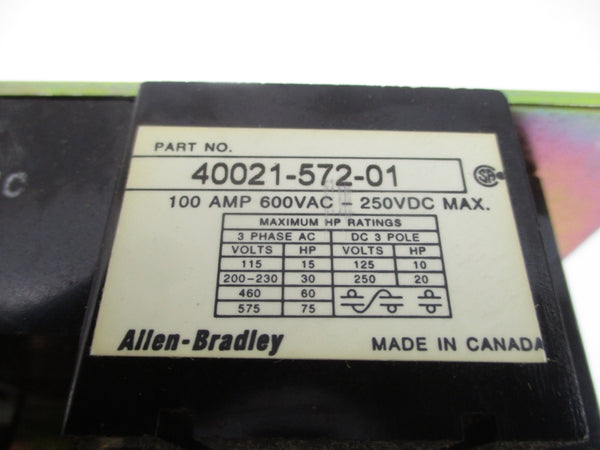 PART NO.
40021-572-01
100 AMP 600VAC – 250VDC MAX.
MAXIMUM HP RATINGS
3 PHASE AC DC 3 POLE
VOLTS HP VOLTS HP
115 15 125 10
200-230 30 250 20
460 60
575 75
Allen-Bradley MADE IN CANADA